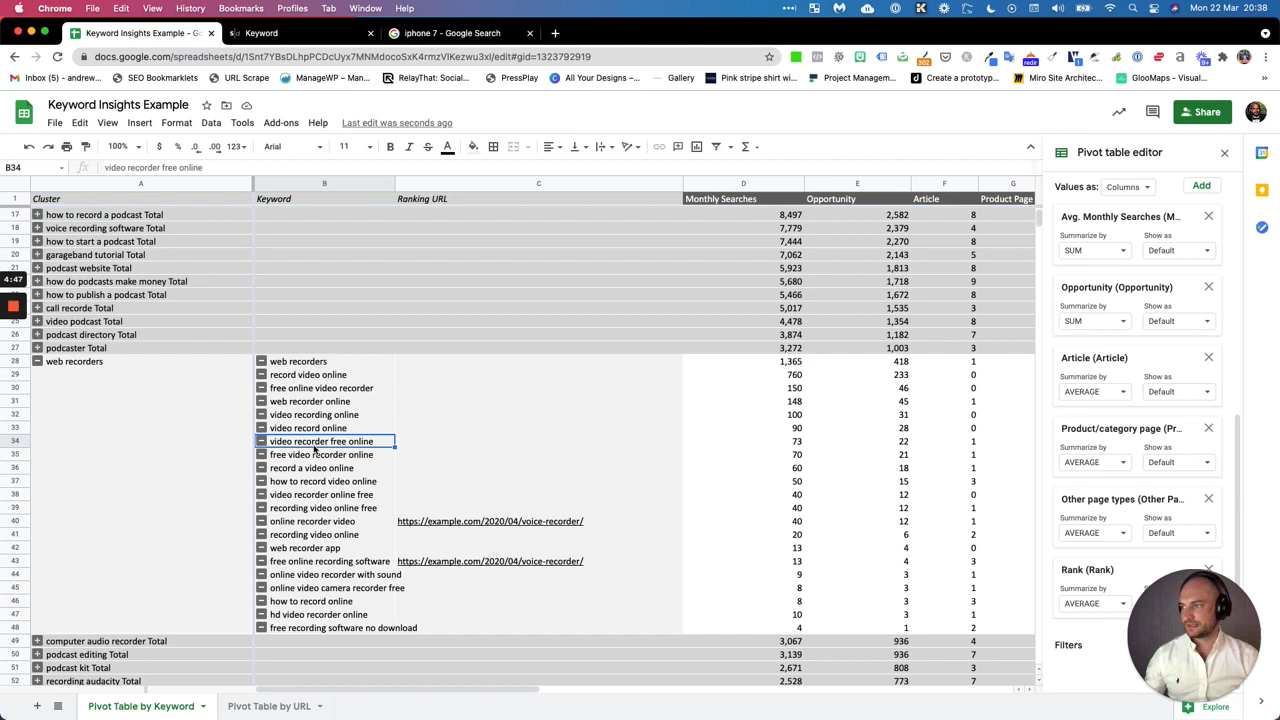 Chrome File Edit View History Bookmarks Profiles Tab Window Help Wed 24 Nov 22:08
Keyword Insights Example - Go × Keyword × iphone 7 - Google Search ×
docs.google.com/spreadsheets/d/1Snt7YBsDLhpPCDcUyx7MNMdocoSxK4rmzVlKezwu3xI/edit#gid=1323792919
Inbox (5) - andrew... SEO Bookmarklets URL Scrape ManageWP – Man... RelayThat: Social... PressPlay All Your Designs –... Gallery Pink stripe shirt wi... Project Managem... Create a prototyp... Miro Site Architec... GlooMaps - Visual...
Keyword Insights Example
File Edit View Insert Format Data Tools Add-ons Help Last edit was seconds ago
Share
100% $ % .0 .00 123 Arial 11
B34 fx video recorder free online
Pivot table editor
A B C D E F G
1 Cluster Keyword Ranking URL Monthly Searches Opportunity Article Product Page
17 how to record a podcast Total 8,497 2,582 8
18 voice recording software Total 7,779 2,379 4
19 how to start a podcast Total 7,444 2,270 8
20 garageband tutorial Total 7,062 2,143 5
21 podcast website Total 5,923 1,813 8
how do podcasts make money Total 5,680 1,718 9
how to publish a podcast Total 5,466 1,672 8
call recorde Total 5,017 1,535 3
25 video podcast Total 4,478 1,354 8
26 podcast directory Total 3,874 1,182 7
27 podcaster Total 3,272 1,003 3
28 web recorders web recorders 1,365 418 1
29 record video online 760 233 0
30 free online video recorder 150 46 0
31 web recorder online 148 45 1
32 video recording online 100 31 0
33 video record online 90 28 0
34 video recorder free online 73 22 1
35 free video recorder online 70 21 1
36 record a video online 60 18 1
37 how to record video online 50 15 3
38 video recorder online free 40 12 0
39 recording video online free 40 12 0
40 online recorder video https://example.com/2020/04/voice-recorder/ 40 12 1
41 recording video online 20 6 2
42 web recorder app 13 4 0
43 free online recording software https://example.com/2020/04/voice-recorder/ 13 4 3
44 online video recorder with sound 9 3 1
45 online video camera recorder free 8 3 1
46 how to record online 8 3 3
47 hd video recorder online 10 3 1
48 free recording software no download 4 1 2
49 computer audio recorder Total 3,067 936 4
50 podcast editing Total 3,139 936 7
51 podcast kit Total 2,671 808 3
52 recording audacity Total 2,528 773 7
4:47
Values as: Columns Add
Avg. Monthly Searches (M...
Summarize by Show as
SUM Default
Opportunity (Opportunity)
Summarize by Show as
SUM Default
Article (Article)
Summarize by Show as
AVERAGE Default
Product/category page (Pr...
Summarize by Show as
AVERAGE Default
Other page types (Other Pa...
Summarize by Show as
AVERAGE Default
Rank (Rank)
Summarize by
AVERAGE
Filters
Pivot Table by Keyword Pivot Table by URL Explore